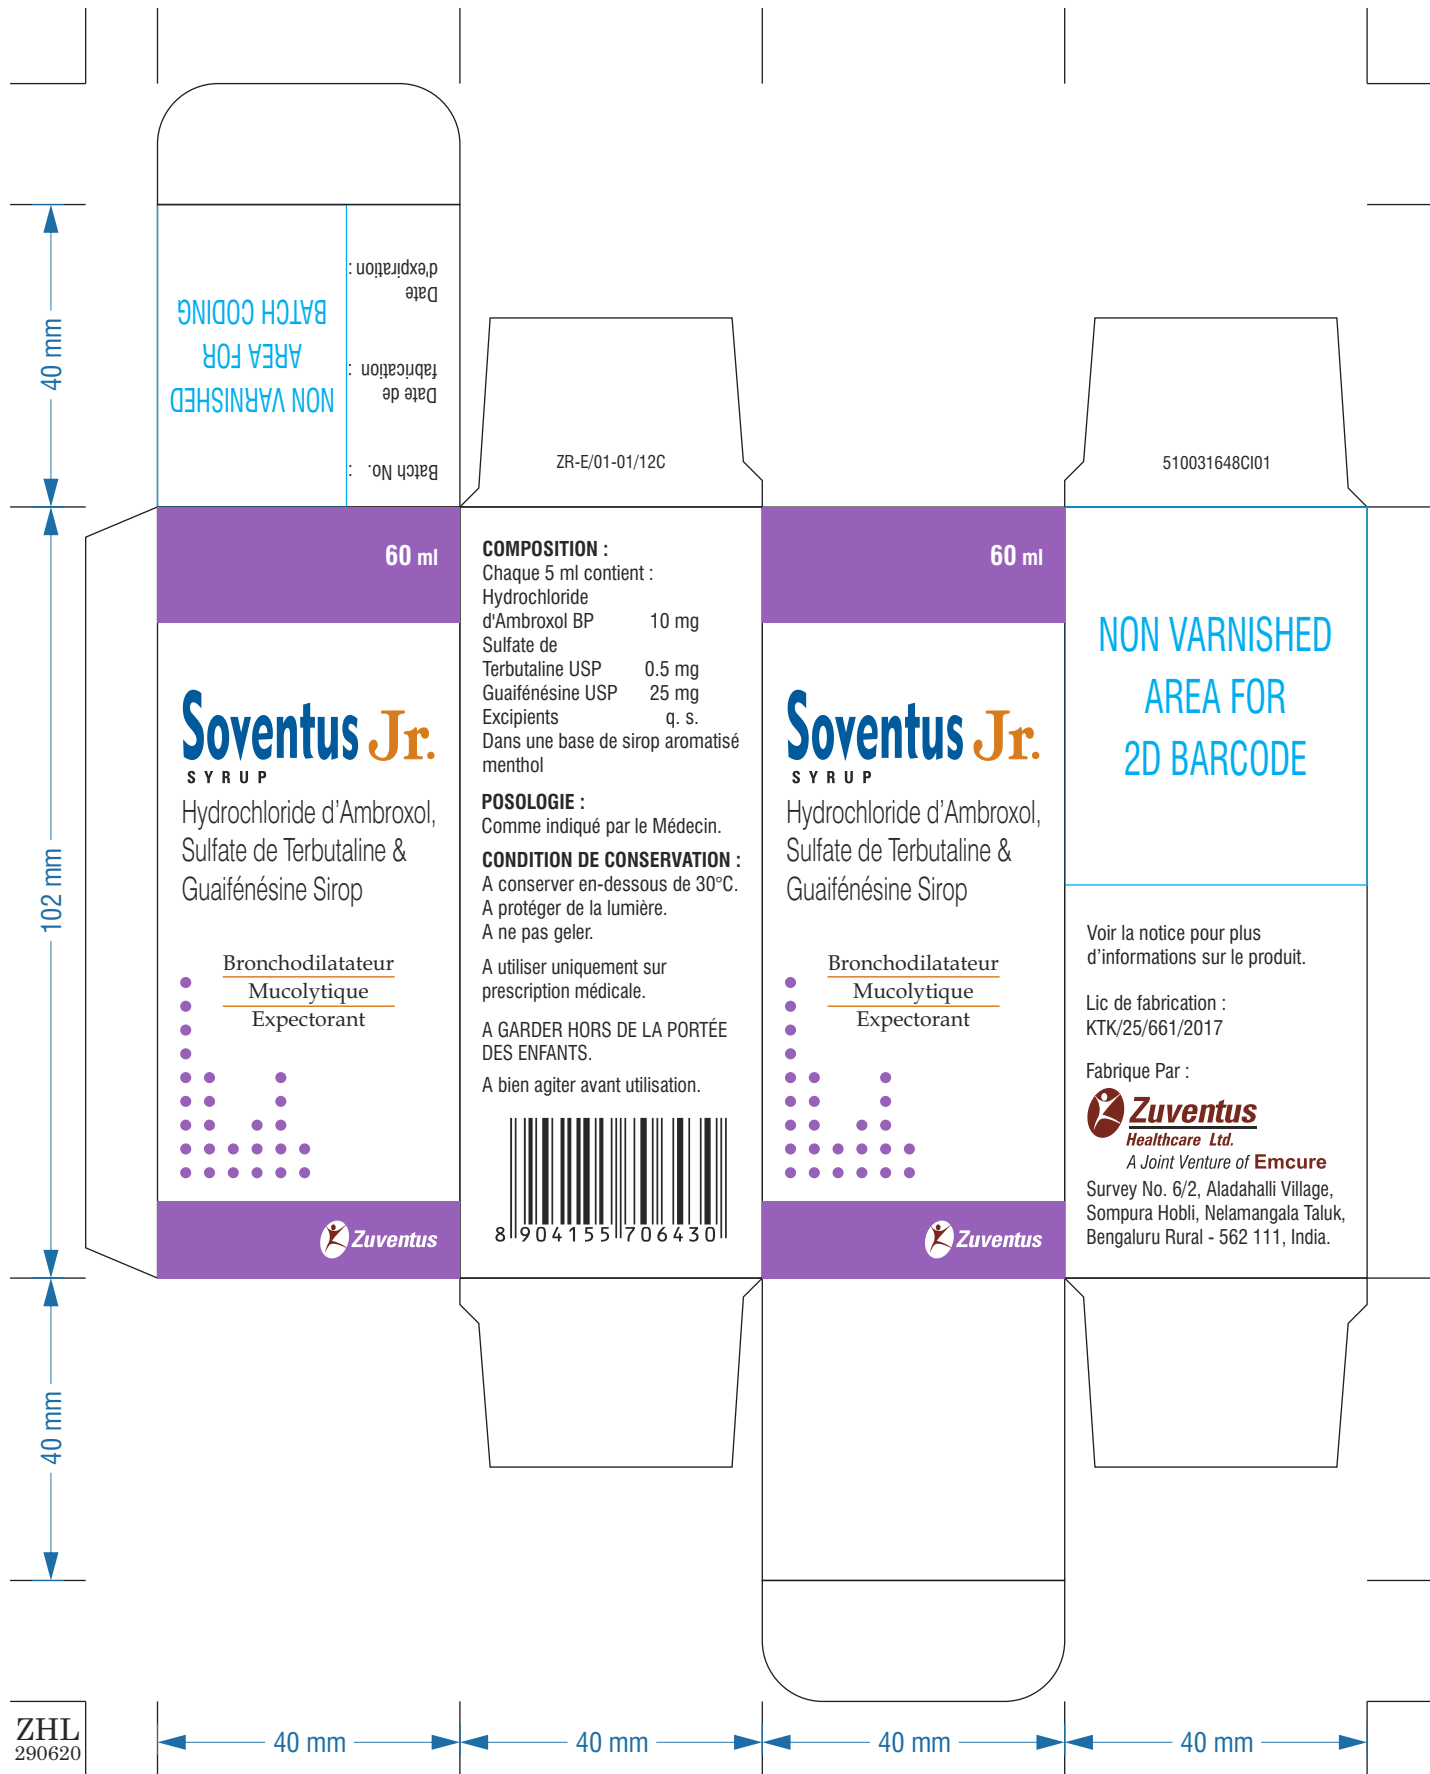 Date
d'expiration :
Date de
fabrication :
Batch No. :
NON VARNISHED
AREA FOR
BATCH CODING
40 mm
ZR-E/01-01/12C
510031648CI01
102 mm
60 ml
Soventus Jr.
SYRUP
Hydrochloride d’Ambroxol,
Sulfate de Terbutaline &
Guaifénésine Sirop
Bronchodilatateur
Mucolytique
Expectorant
Zuventus
COMPOSITION :
Chaque 5 ml contient :
Hydrochloride
d'Ambroxol BP 10 mg
Sulfate de
Terbutaline USP 0.5 mg
Guaifénésine USP 25 mg
Excipients q. s.
Dans une base de sirop aromatisé
menthol
POSOLOGIE :
Comme indiqué par le Médecin.
CONDITION DE CONSERVATION :
A conserver en-dessous de 30°C.
A protéger de la lumière.
A ne pas geler.
A utiliser uniquement sur
prescription médicale.
A GARDER HORS DE LA PORTÉE
DES ENFANTS.
A bien agiter avant utilisation.
8 904155 706430
60 ml
Soventus Jr.
SYRUP
Hydrochloride d’Ambroxol,
Sulfate de Terbutaline &
Guaifénésine Sirop
Bronchodilatateur
Mucolytique
Expectorant
Zuventus
NON VARNISHED
AREA FOR
2D BARCODE
Voir la notice pour plus
d’informations sur le produit.
Lic de fabrication :
KTK/25/661/2017
Fabrique Par :
Zuventus
Healthcare Ltd.
A Joint Venture of Emcure
Survey No. 6/2, Aladahalli Village,
Sompura Hobli, Nelamangala Taluk,
Bengaluru Rural - 562 111, India.
40 mm
ZHL
290620
40 mm
40 mm
40 mm
40 mm